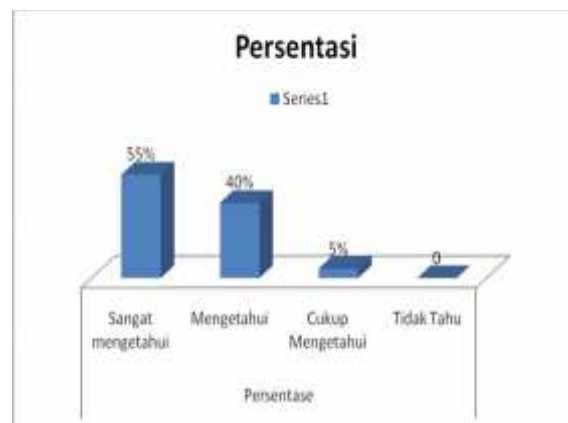 Persentasi
Series1
55%
40%
5%
0
Sangat mengetahui
Mengetahui
Cukup Mengetahui
Tidak Tahu
Persentase